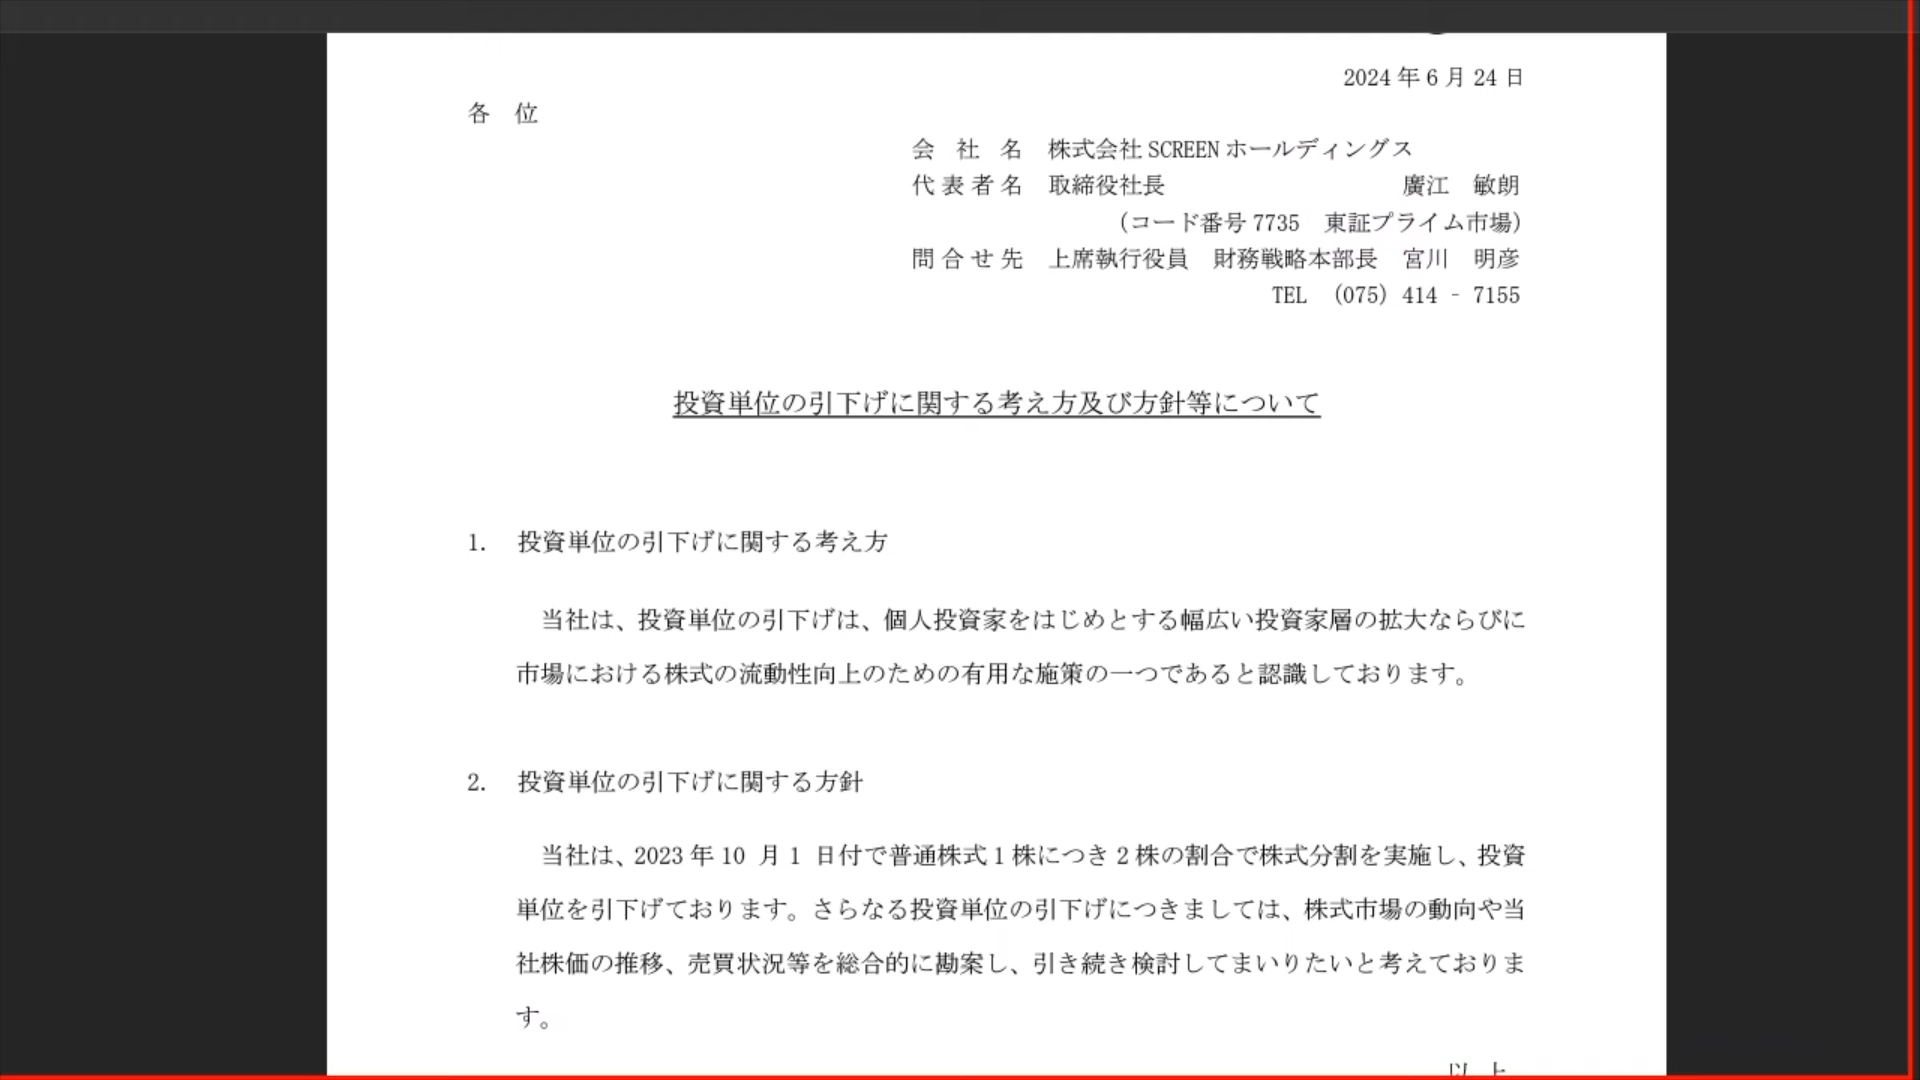 2024年6月24日
各　位
会　社　名　株式会社SCREENホールディングス
代表者名　取締役社長　廣江　敏朗
（コード番号7735　東証プライム市場）
問合せ先　上席執行役員　財務戦略本部長　宮川　明彦
TEL　（075）414－7155
投資単位の引下げに関する考え方及び方針等について
1.　投資単位の引下げに関する考え方
当社は、投資単位の引下げは、個人投資家をはじめとする幅広い投資家層の拡大ならびに
市場における株式の流動性向上のための有用な施策の一つであると認識しております。
2.　投資単位の引下げに関する方針
当社は、2023年10月1日付で普通株式1株につき2株の割合で株式分割を実施し、投資
単位を引下げております。さらなる投資単位の引下げにつきましては、株式市場の動向や当
社株価の推移、売買状況等を総合的に勘案し、引き続き検討してまいりたいと考えておりま
す。
以上